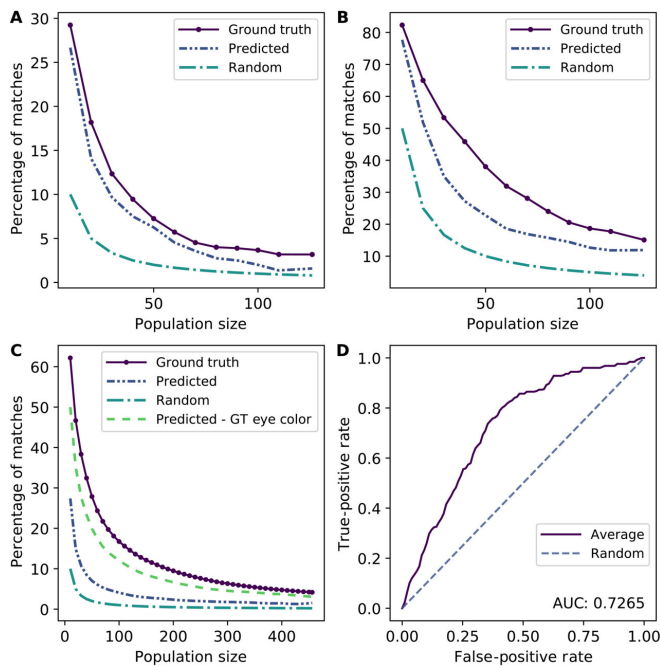 A
30
25
20
15
10
5
0
50
100
Percentage of matches
Population size
Ground truth
Predicted
Random
B
80
70
60
50
40
30
20
10
50
100
Percentage of matches
Population size
Ground truth
Predicted
Random
C
60
50
40
30
20
10
0
0
100
200
300
400
Percentage of matches
Population size
Ground truth
Predicted
Random
Predicted - GT eye color
D
1.0
0.8
0.6
0.4
0.2
0.0
0.00
0.25
0.50
0.75
1.00
True-positive rate
False-positive rate
Average
Random
AUC: 0.7265